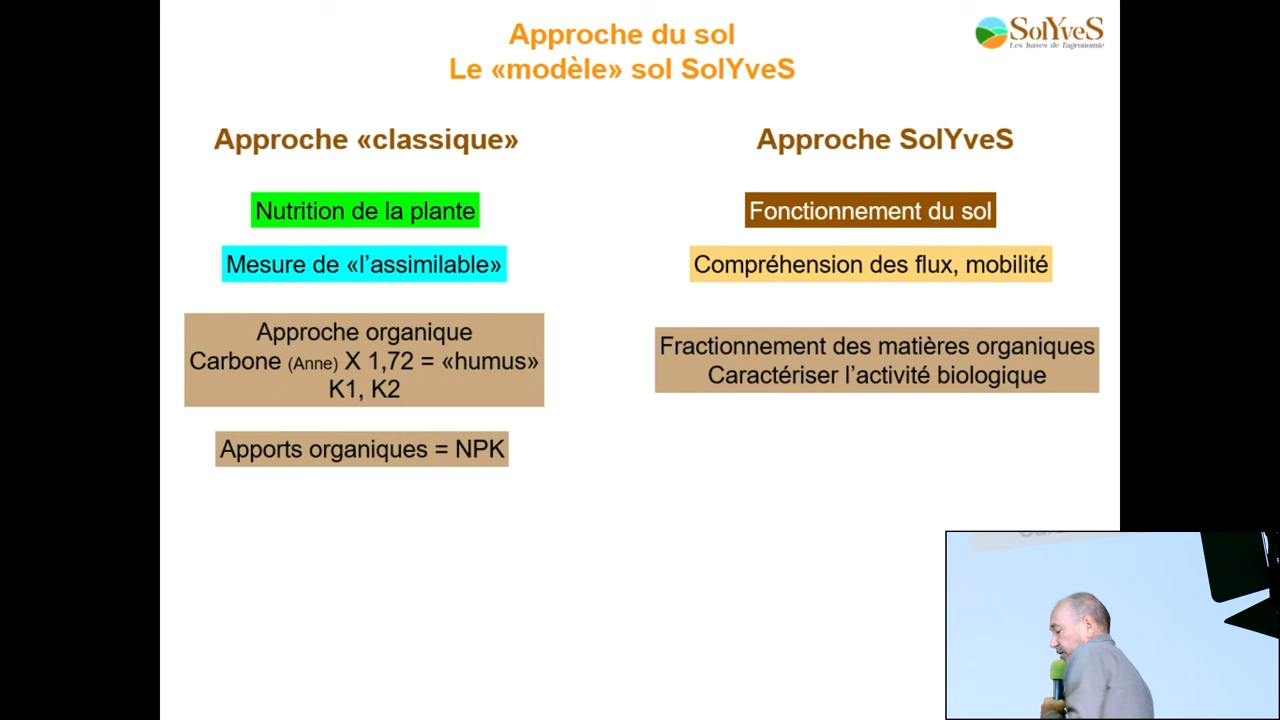 Approche du sol
Le «modèle» sol SolYveS
SolYveS
Les bases de l'agronomie
Approche «classique»
Approche SolYveS
Nutrition de la plante
Fonctionnement du sol
Mesure de «l’assimilable»
Compréhension des flux, mobilité
Approche organique
Carbone (Anne) X 1,72 = «humus»
K1, K2
Fractionnement des matières organiques
Caractériser l’activité biologique
Apports organiques = NPK